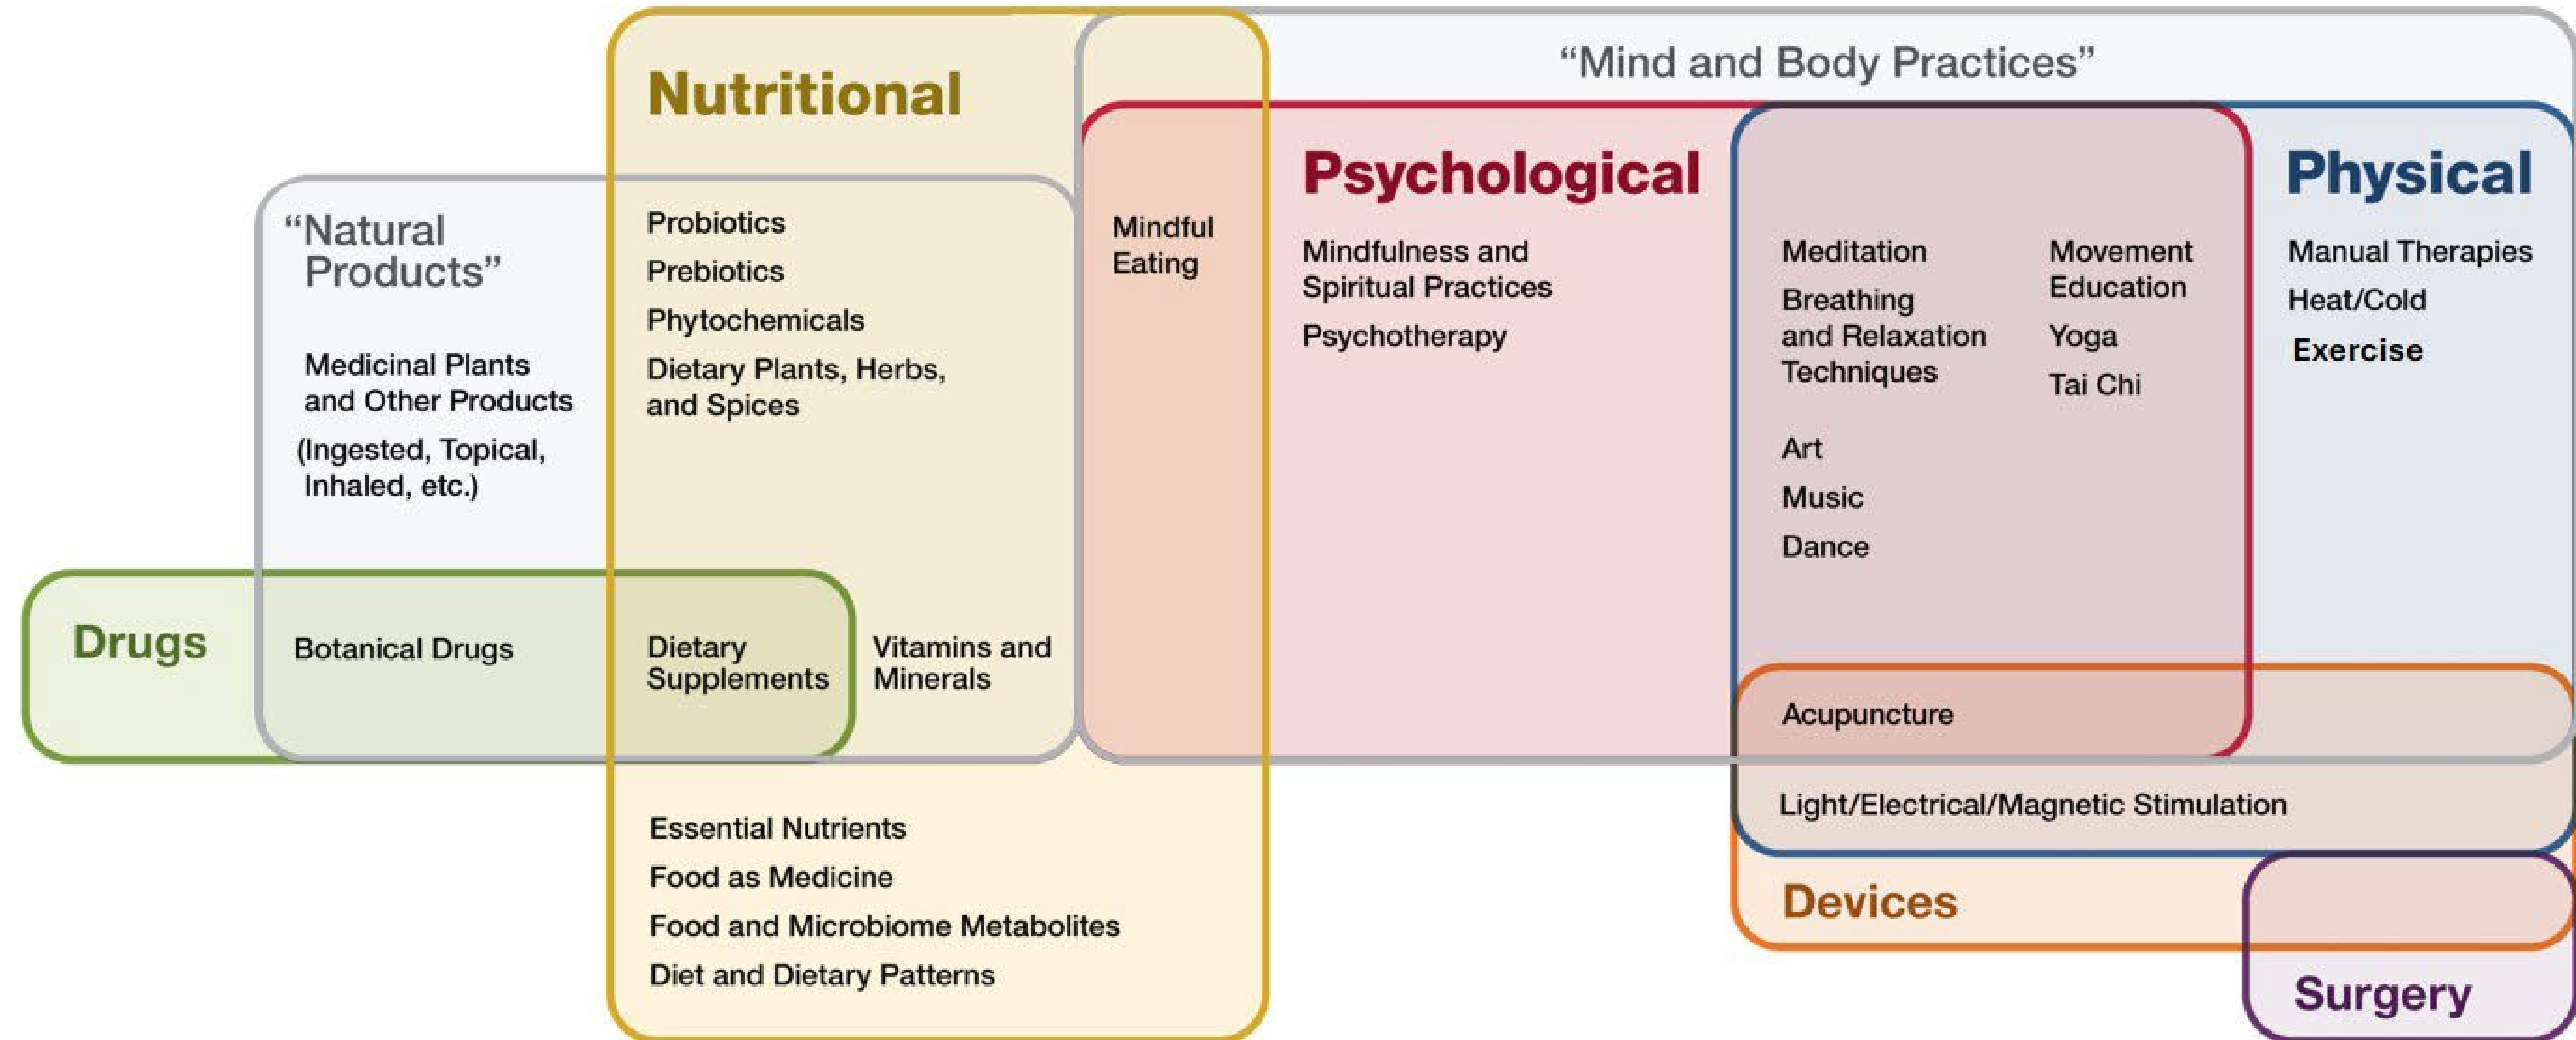 “Mind and Body Practices”
Nutritional
Psychological
Physical
“Natural
Products”
Medicinal Plants
and Other Products
(Ingested, Topical,
Inhaled, etc.)
Probiotics
Prebiotics
Phytochemicals
Dietary Plants, Herbs,
and Spices
Mindful
Eating
Mindfulness and
Spiritual Practices
Psychotherapy
Meditation
Breathing
and Relaxation
Techniques
Art
Music
Dance
Movement
Education
Yoga
Tai Chi
Manual Therapies
Heat/Cold
Exercise
Drugs
Botanical Drugs
Dietary
Supplements
Vitamins and
Minerals
Acupuncture
Light/Electrical/Magnetic Stimulation
Essential Nutrients
Food as Medicine
Food and Microbiome Metabolites
Diet and Dietary Patterns
Devices
Surgery